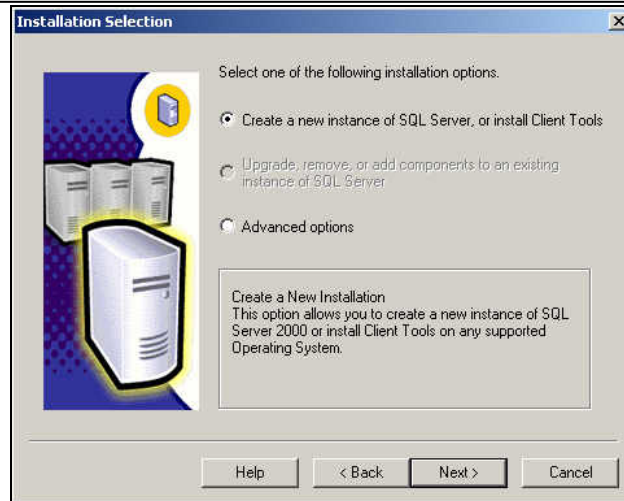 Installation Selection
Select one of the following installation options.
Create a new instance of SQL Server, or install Client Tools
Upgrade, remove, or add components to an existing
instance of SQL Server
Advanced options
Create a New Installation
This option allows you to create a new instance of SQL
Server 2000 or install Client Tools on any supported
Operating System.
Help
< Back
Next >
Cancel